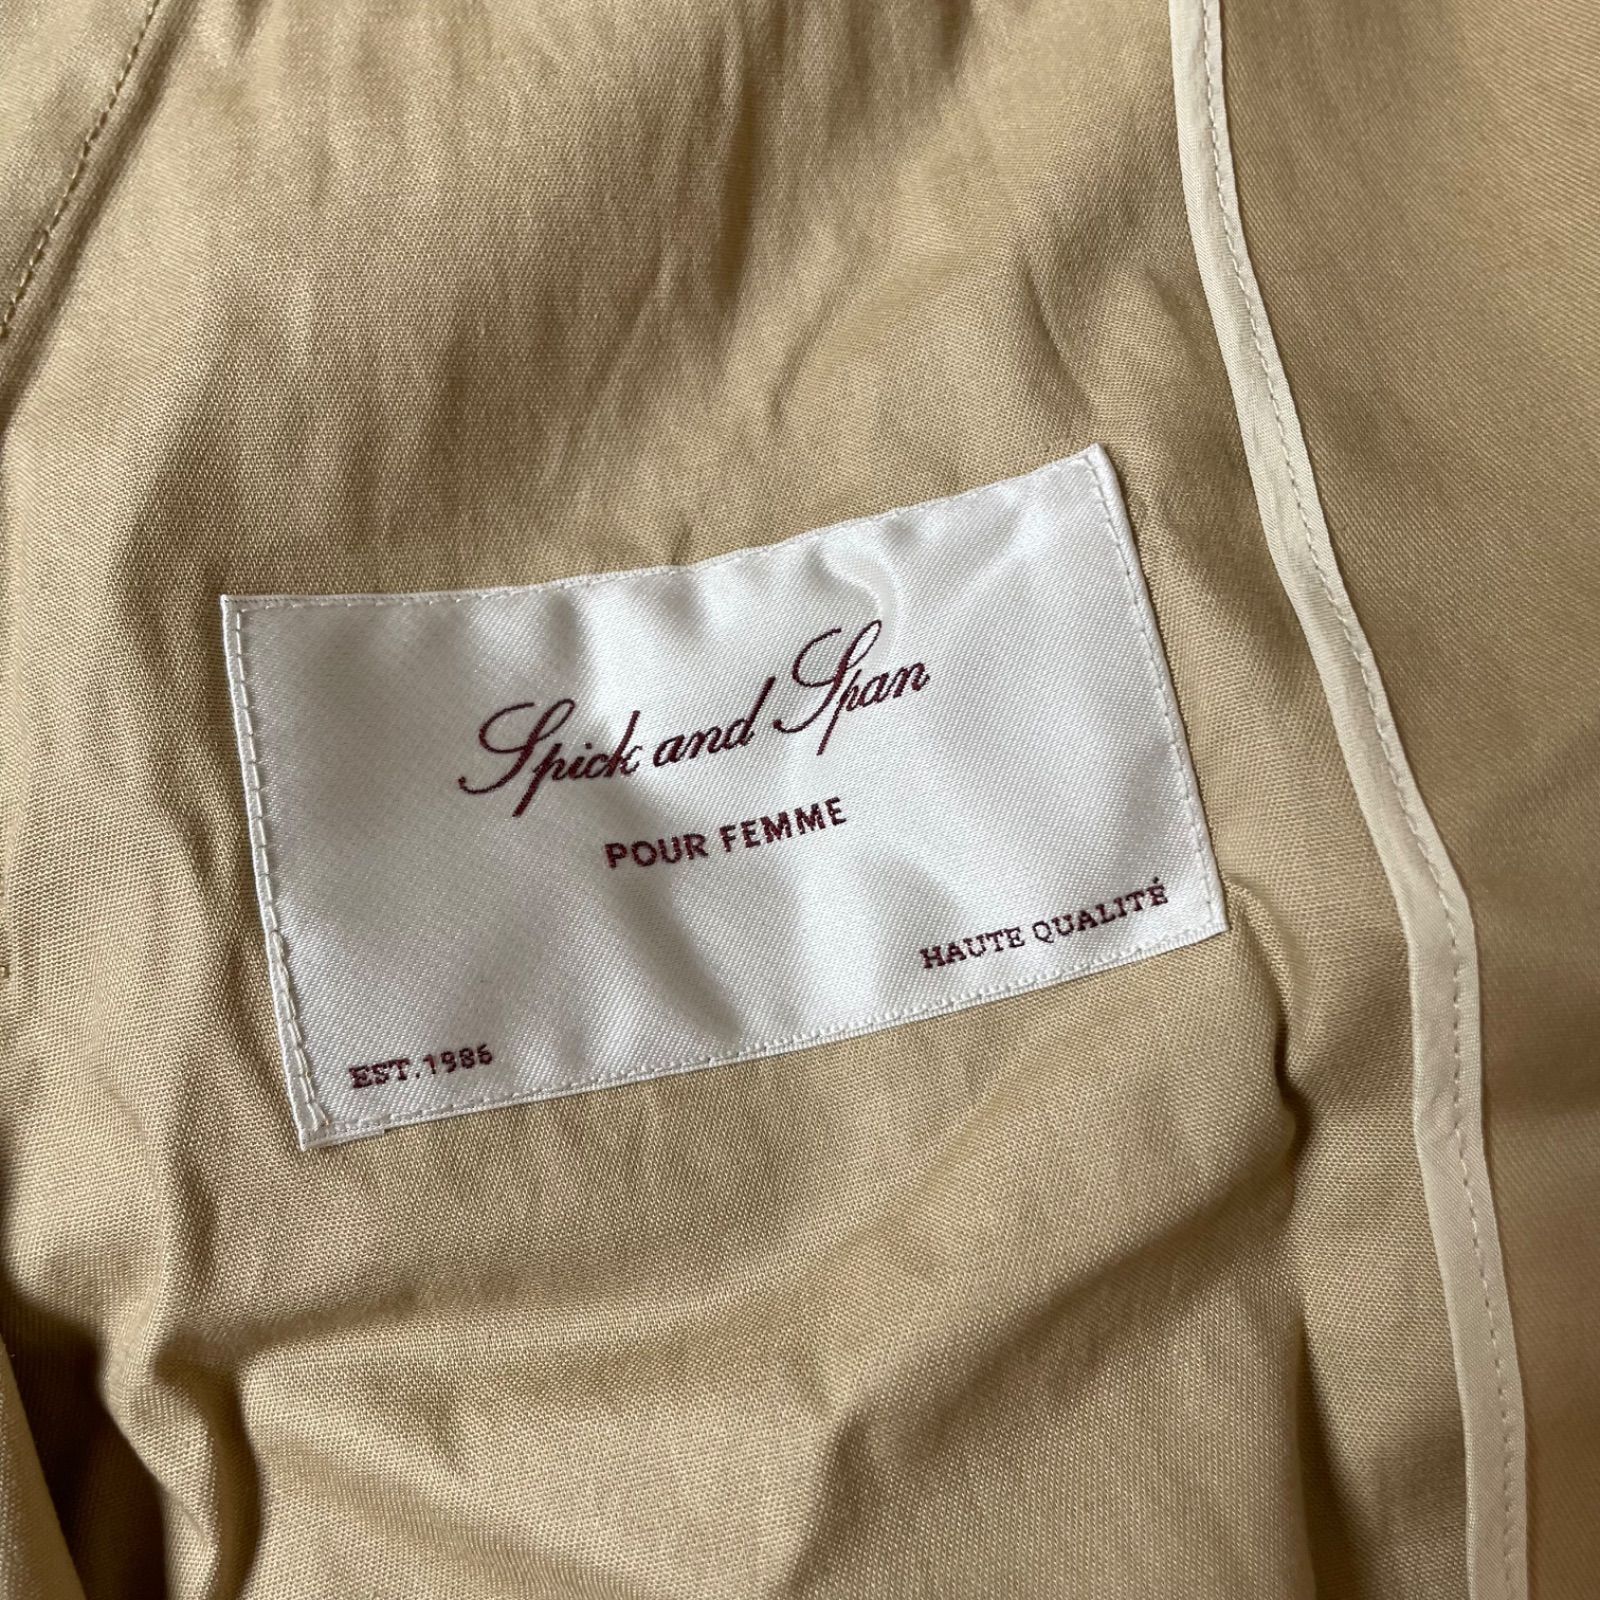 Spick and Span
POUR FEMME
HAUTE QUALITÉ
EST.1986